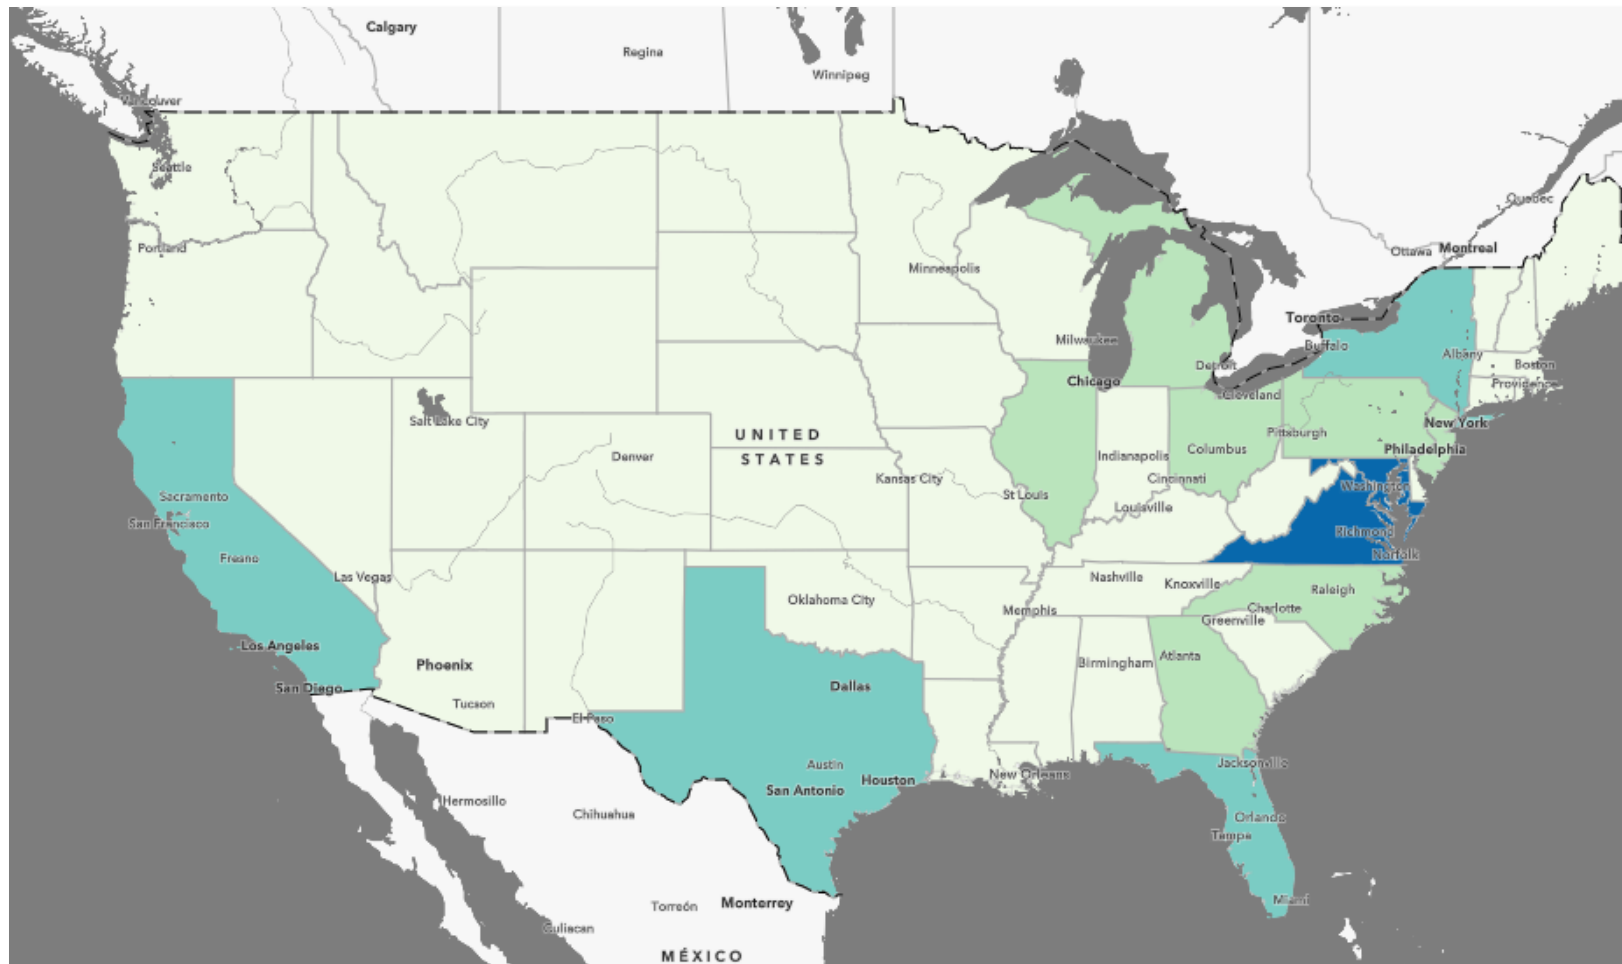 Calgary
Regina
Winnipeg
Vancouver
Seattle
Quebec
Portland
Ottawa
Montreal
Minneapolis
Toronto
Milwaukee
Buffalo
Albany
Boston
Detroit
Chicago
Providence
Cleveland
Salt Lake City
New York
UNITED
STATES
Pittsburgh
Columbus
Philadelphia
Denver
Indianapolis
Kansas City
Cincinnati
Washington
Sacramento
St Louis
Louisville
San Francisco
Richmond
Norfolk
Fresno
Las Vegas
Nashville
Knoxville
Raleigh
Oklahoma City
Memphis
Charlotte
Greenville
Los Angeles
Phoenix
Birmingham
Atlanta
San Diego
Dallas
Tucson
El Paso
Austin
Jacksonville
New Orleans
Houston
San Antonio
Hermosillo
Chihuahua
Orlando
Tampa
Torreón
Monterrey
Miami
Culiacan
MÉXICO